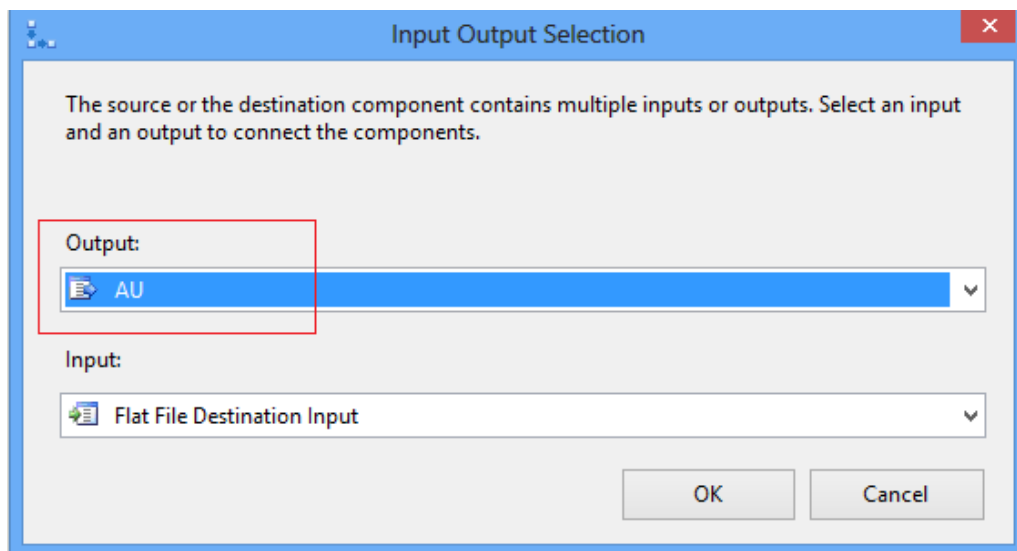 Input Output Selection
The source or the destination component contains multiple inputs or outputs. Select an input
and an output to connect the components.
Output:
AU
Input:
Flat File Destination Input
OK
Cancel